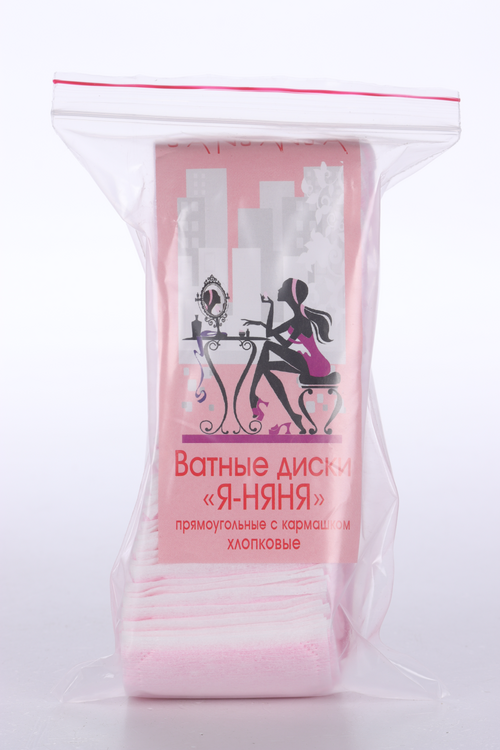 Ватные диски
«Я-НЯНЯ»
прямоугольные с кармашком
хлопковые